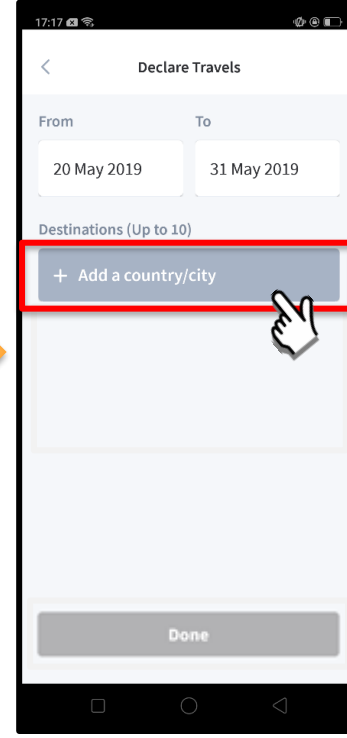 17:17
Declare Travels
From To
20 May 2019 31 May 2019
Destinations (Up to 10)
+ Add a country/city
Done